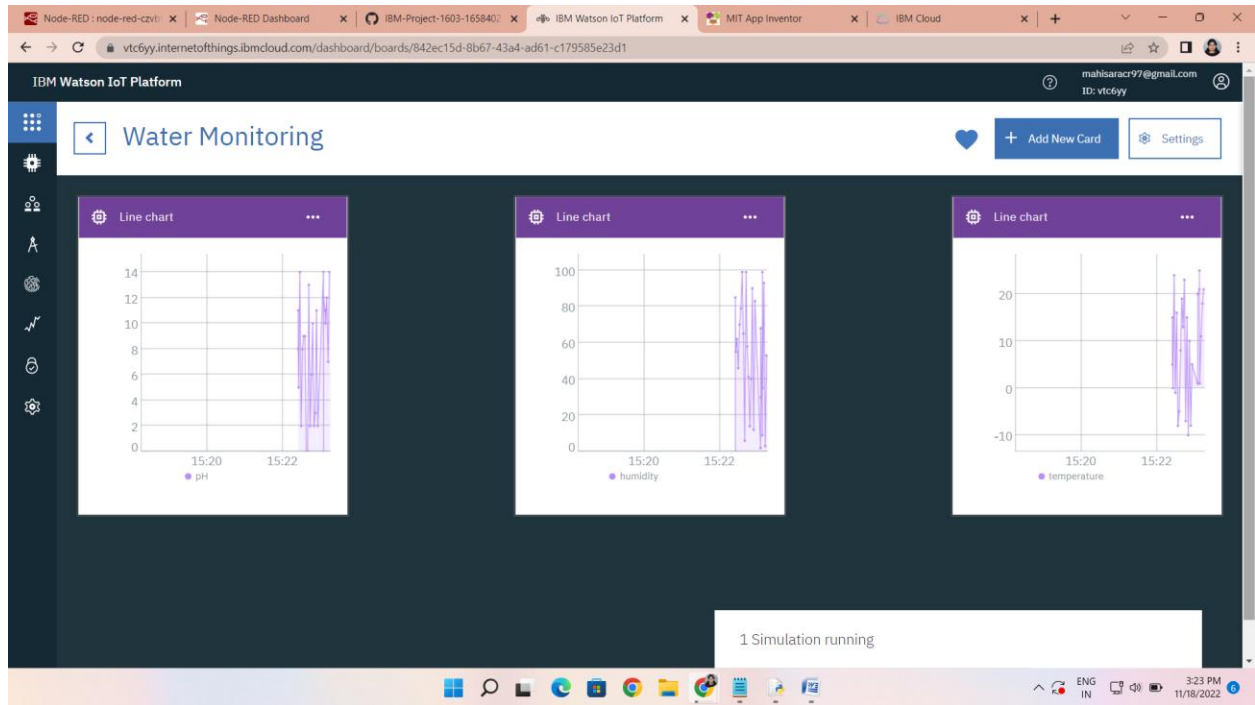 Node-RED : node-red-czvb
Node-RED Dashboard
IBM-Project-1603-1658402
IBM Watson IoT Platform
MIT App Inventor
IBM Cloud
vtc6yy.internetofthings.ibmcloud.com/dashboard/boards/842ec15d-8b67-43a4-ad61-c179585e23d1
IBM Watson IoT Platform
mahisaracr97@gmail.com
ID: vtc6yy
Water Monitoring
+ Add New Card
Settings
Line chart
14
12
10
8
6
4
2
0
15:20 15:22
pH
Line chart
100
80
60
40
20
0
15:20 15:22
humidity
Line chart
20
10
0
-10
15:20 15:22
temperature
1 Simulation running
ENG
IN
3:23 PM
11/18/2022
6